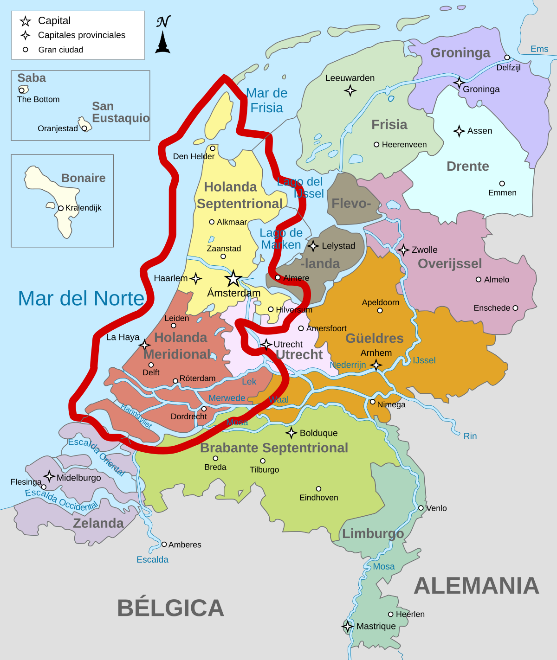 Capital
Capitales provinciales
Gran ciudad
N
Ems
Saba
The Bottom
San
Eustaquio
Oranjestad
Bonaire
Kralendijk
Groninga
Delfzijl
Leeuwarden
Groninga
Mar de
Frisia
Frisia
Assen
Heerenveen
Drente
Den Helder
Emmen
Lago del
IJssel
Holanda
Septentrional
Flevo-
Alkmaar
Lago de
Marken
Lelystad
Zaanstad
Zwolle
-landa
Overijssel
Haarlem
Almere
Almelo
Ámsterdam
Mar del Norte
Apeldoorn
Hilversum
Enschede
Leiden
Amersfoort
La Haya
Holanda
Meridional
Utrecht
Utrecht
Güeldres
Arnhem
IJssel
Delft
Nederrijn
Róterdam
Lek
Merwede
Waal
Nimega
Dordrecht
Mosa
Rin
Bolduque
Escalda Oriental
Brabante Septentrional
Breda
Tilburgo
Middelburgo
Flesinga
Escalda Occidental
Eindhoven
Venlo
Zelanda
Limburgo
Amberes
Escalda
Mosa
ALEMANIA
BÉLGICA
Heerlen
Mastrique